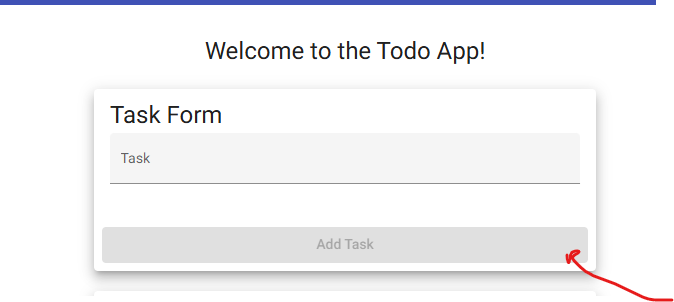 Welcome to the Todo App!
Task Form
Task
Add Task